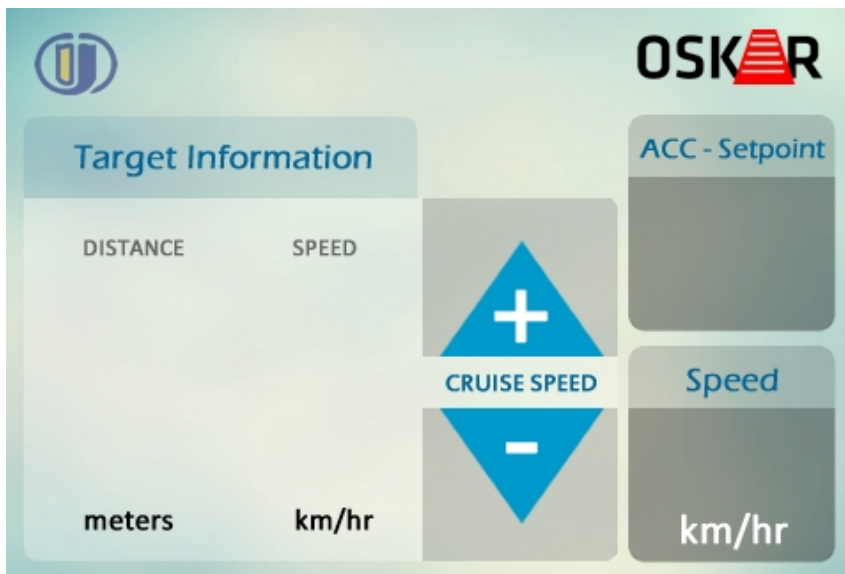 OSKAR
Target Information
ACC - Setpoint
DISTANCE SPEED
+
CRUISE SPEED
Speed
-
meters km/hr
km/hr